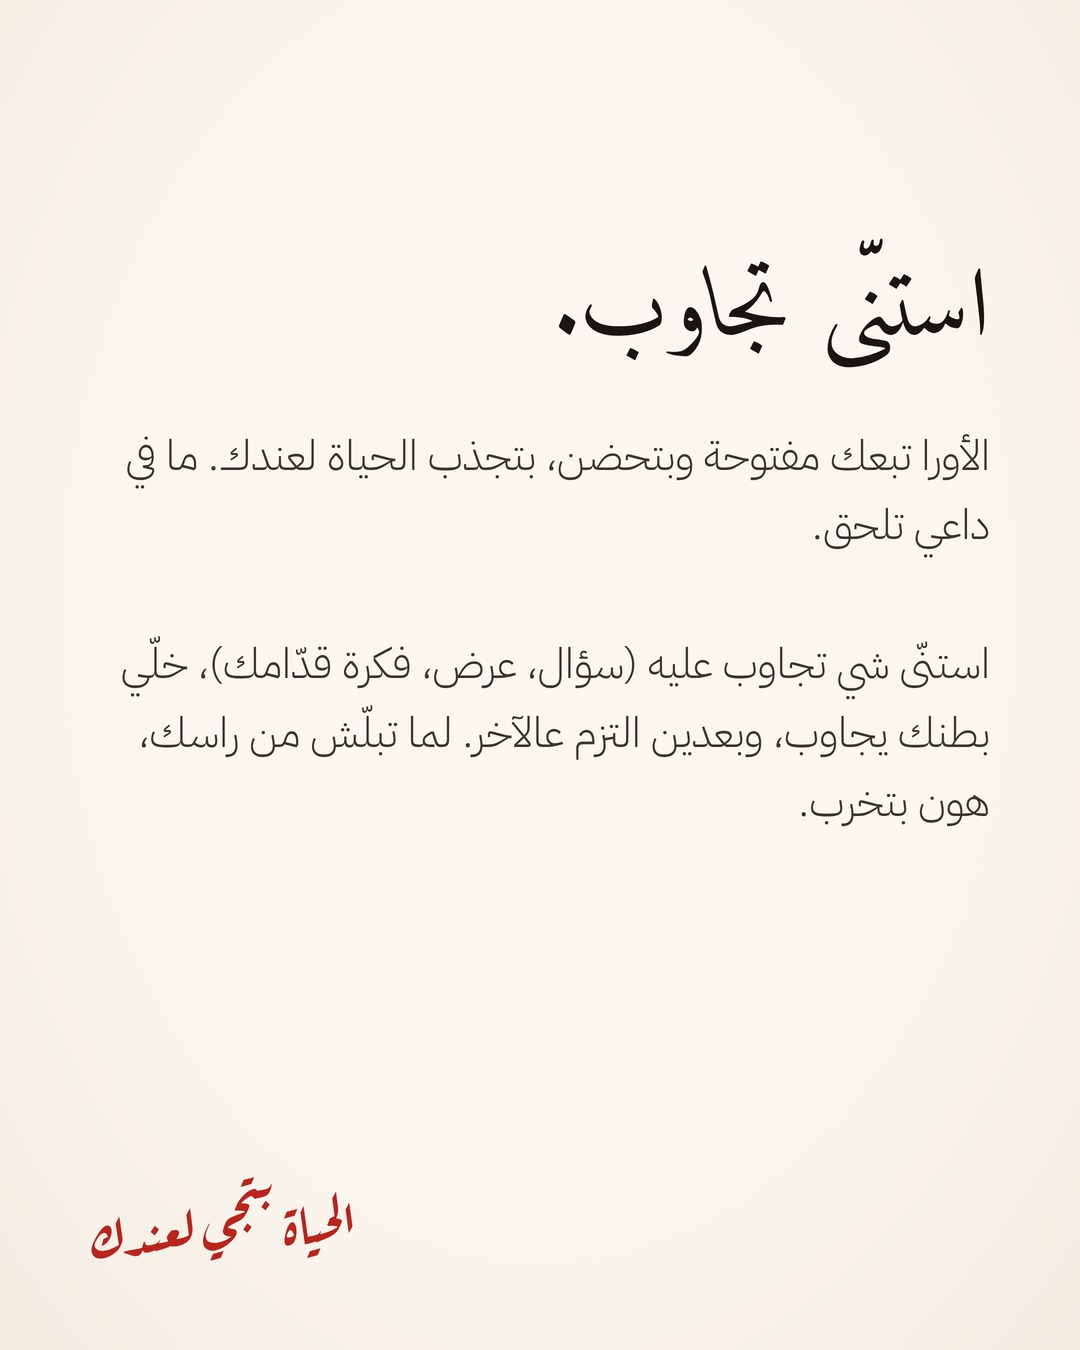 استنّى تجاوب.
الأورا تبعك مفتوحة وبتحضن، بتجذب الحياة لعندك. ما في
داعي تلحق.
استنّى شي تجاوب عليه (سؤال، عرض، فكرة قدّامك)، خلّي
بطنك يجاوب، وبعدين التزم عالآخر. لما تبلّش من راسك،
هون بتخرب.
الحياة بتجي لعندك